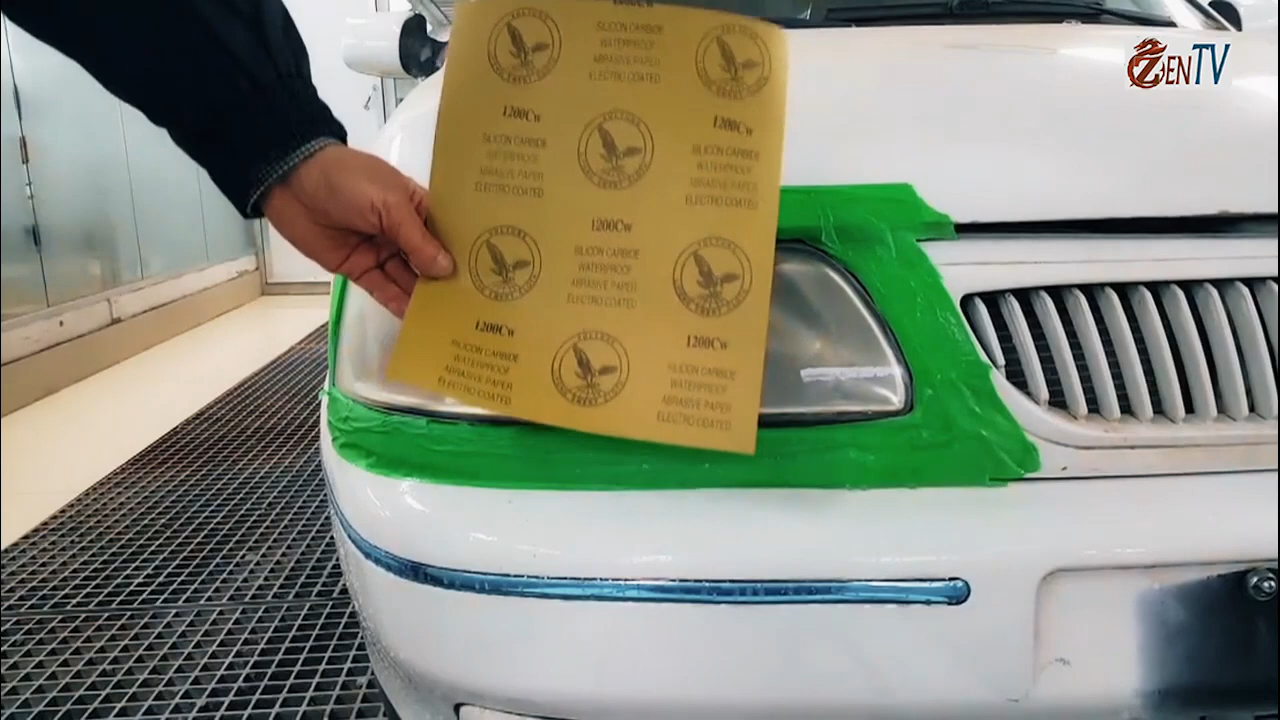 ZENTV
1200Cw
SILICON CARBIDE
WATERPROOF
ABRASIVE PAPER
ELECTRO COATED
1200Cw
SILICON CARBIDE
WATERPROOF
ABRASIVE PAPER
ELECTRO COATED
1200Cw
SILICON CARBIDE
WATERPROOF
ABRASIVE PAPER
ELECTRO COATED
1200Cw
SILICON CARBIDE
WATERPROOF
ABRASIVE PAPER
ELECTRO COATED
1200Cw
SILICON CARBIDE
WATERPROOF
ABRASIVE PAPER
ELECTRO COATED
1200Cw
SILICON CARBIDE
WATERPROOF
ABRASIVE PAPER
ELECTRO COATED